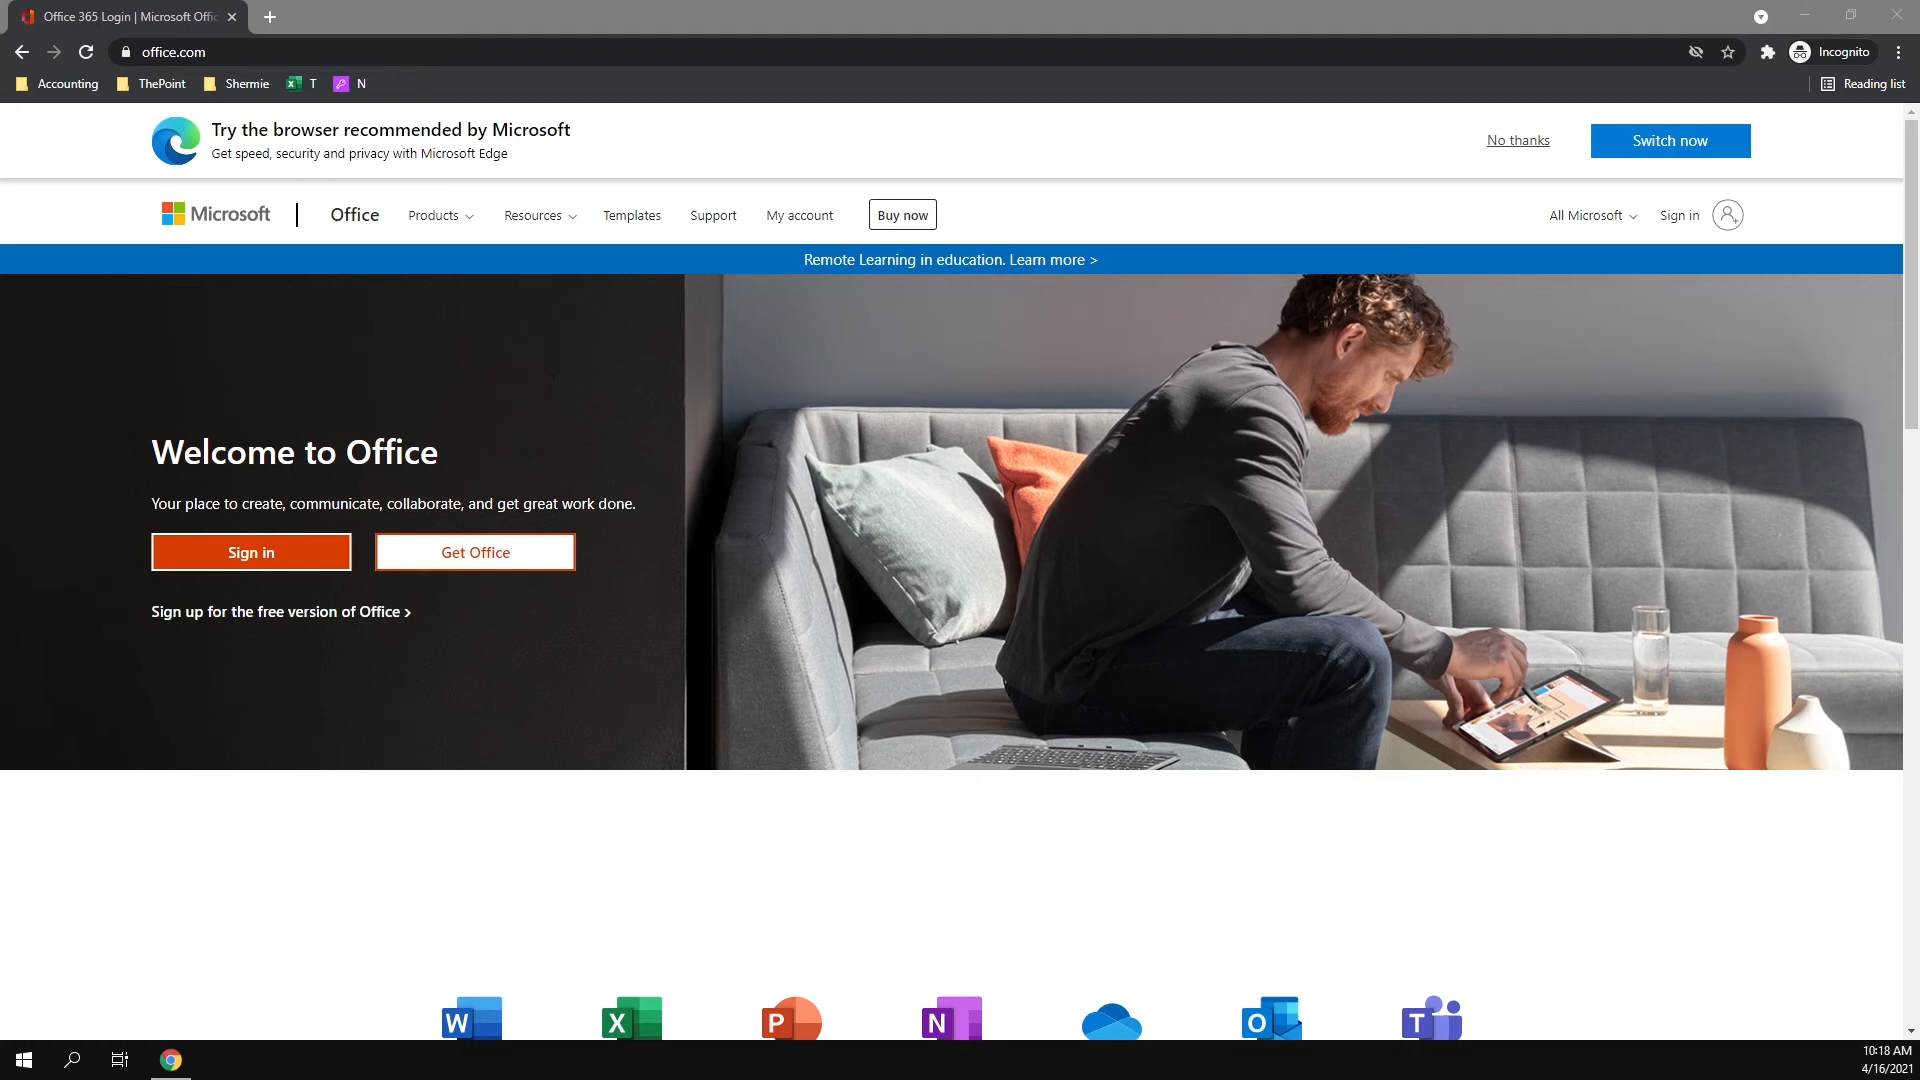 Office 365 Login | Microsoft Offic
office.com
Incognito
Accounting
ThePoint
Shermie
T
N
Reading list
Try the browser recommended by Microsoft
Get speed, security and privacy with Microsoft Edge
No thanks
Switch now
Microsoft
Office
Products
Resources
Templates
Support
My account
Buy now
All Microsoft
Sign in
Remote Learning in education. Learn more >
Welcome to Office
Your place to create, communicate, collaborate, and get great work done.
Sign in
Get Office
Sign up for the free version of Office >
W
X
P
N
O
T
10:18 AM
4/16/2021